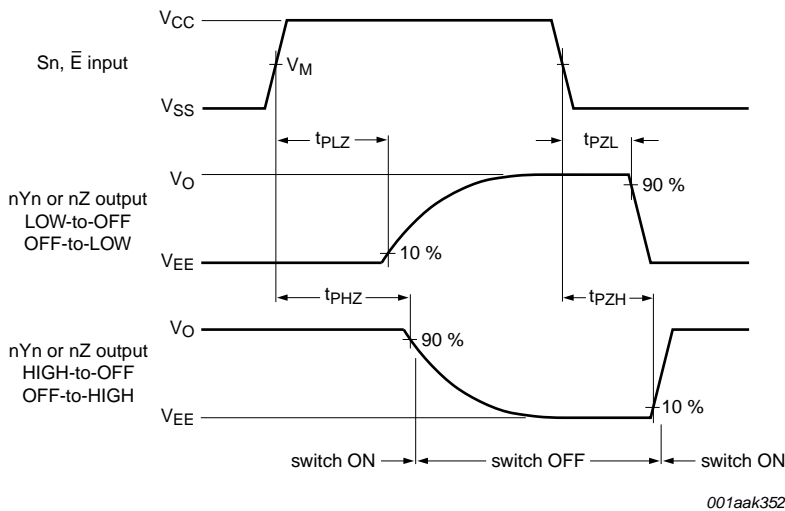 VCC
Sn, E̅ input
VM
VSS
tPLZ
tPZL
VO
nYn or nZ output
LOW-to-OFF
OFF-to-LOW
90 %
10 %
VEE
tPHZ
tPZH
VO
nYn or nZ output
HIGH-to-OFF
OFF-to-HIGH
90 %
10 %
VEE
switch ON
switch OFF
switch ON
001aak352